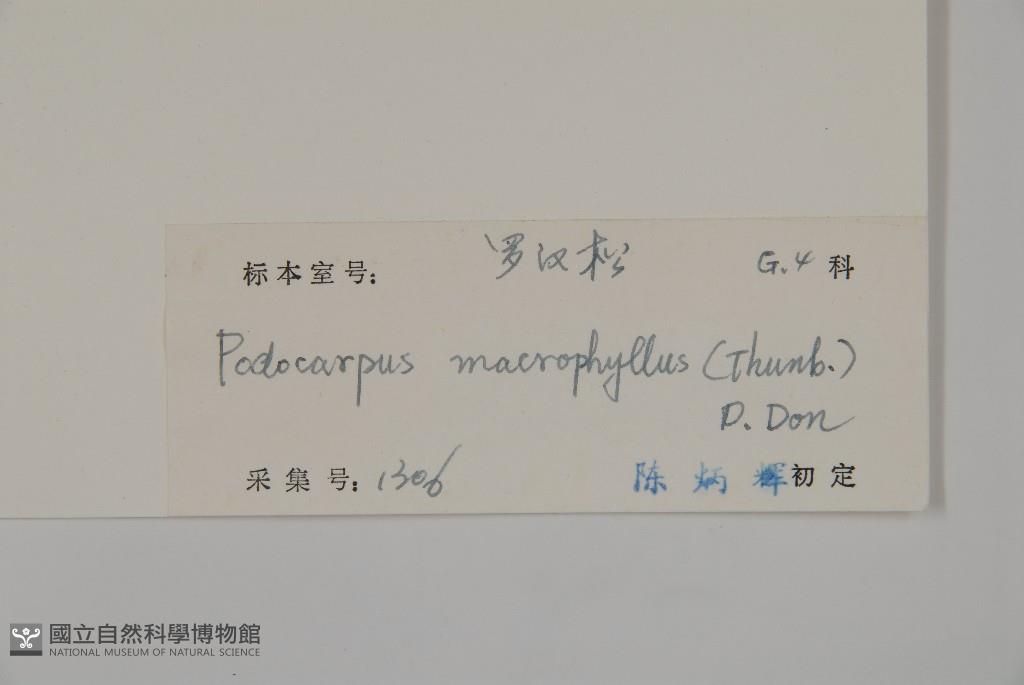 标本室号: 罗汉松 G.4 科
Podocarpus macrophyllus (Thunb.)
D. Don
采集号: 1306 陈炳辉初定
國立自然科學博物館
NATIONAL MUSEUM OF NATURAL SCIENCE